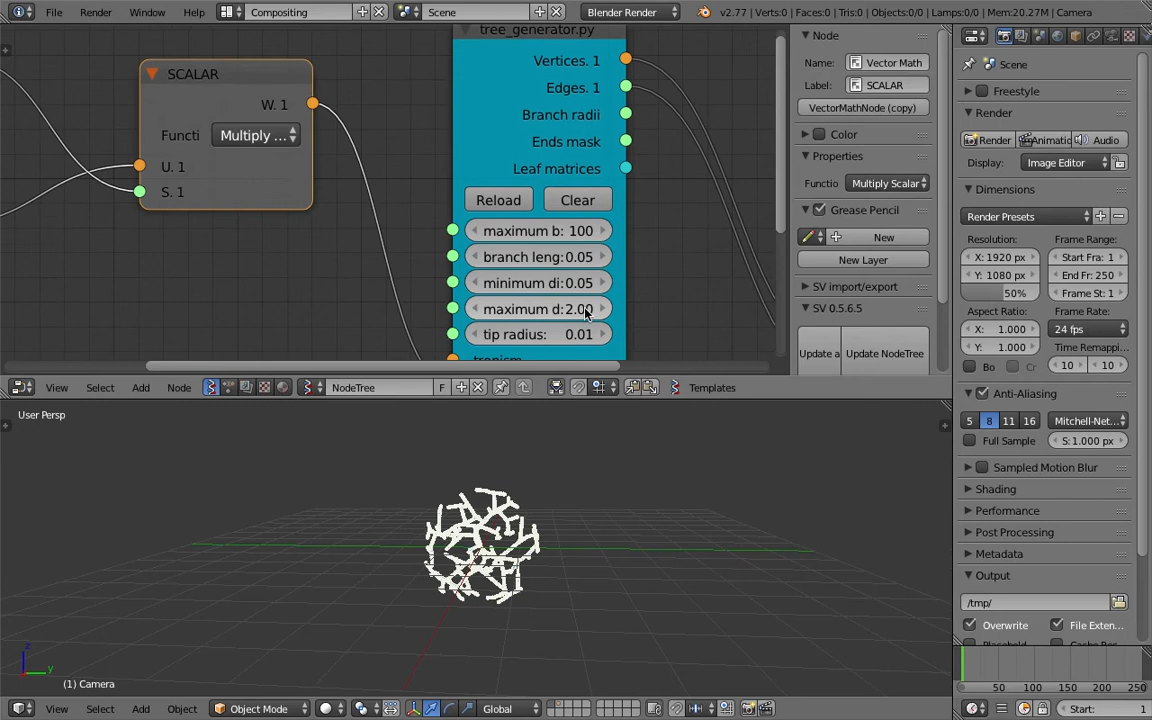 File Render Window Help Compositing Scene Blender Render v2.77 | Verts:0 | Faces:0 | Tris:0 | Objects:0/0 | Lamps:0/0 | Mem:20.27M | Camera
SCALAR
W. 1
Functi Multiply ...
U. 1
S. 1
tree_generator.py
Vertices. 1
Edges. 1
Branch radii
Ends mask
Leaf matrices
Reload Clear
maximum b: 100
branch leng: 0.05
minimum di: 0.05
maximum d: 2.00
tip radius: 0.01
tropism
Node
Name: Vector Math
Label: SCALAR
VectorMathNode (copy)
Color
Properties
Functio Multiply Scalar
Grease Pencil
New
New Layer
SV import/export
SV 0.5.6.5
Update a Update NodeTree
Scene
Freestyle
Render
Render Animatic Audio
Display: Image Editor
Dimensions
Render Presets
Resolution: Frame Range:
X: 1920 px Start Fra: 1
Y: 1080 px End Fr: 250
50% Frame St: 1
Aspect Ratio: Frame Rate:
X: 1.000 24 fps
Y: 1.000 Time Remappi...
Bo Cr 10 10
Anti-Aliasing
5 8 11 16 Mitchell-Net...
Full Sample S: 1.000 px
Sampled Motion Blur
Shading
Performance
Post Processing
Metadata
Output
/tmp/
Overwrite File Exten...
View Select Add Node NodeTree F Templates
User Persp
z
y
(1) Camera
View Select Add Object Object Mode Global
0 50 100 150 200 250
Start: 1